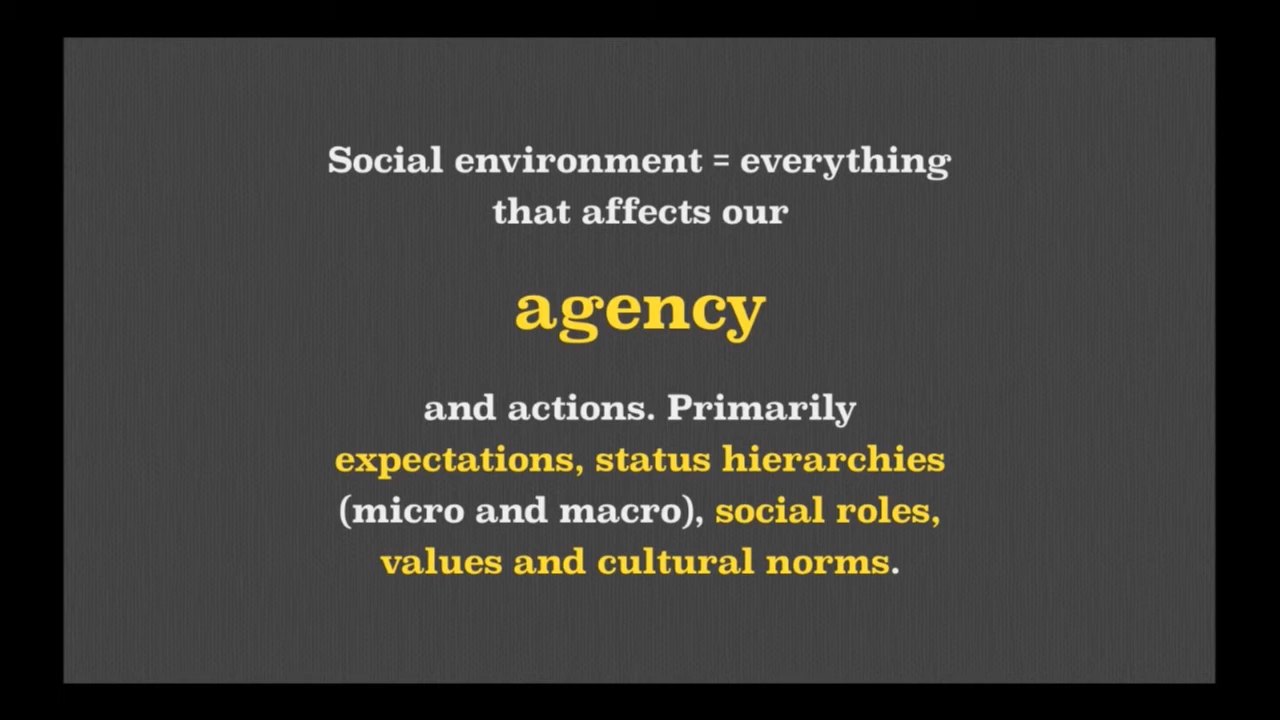 Social environment = everything
that affects our
agency
and actions. Primarily
expectations, status hierarchies
(micro and macro), social roles,
values and cultural norms.